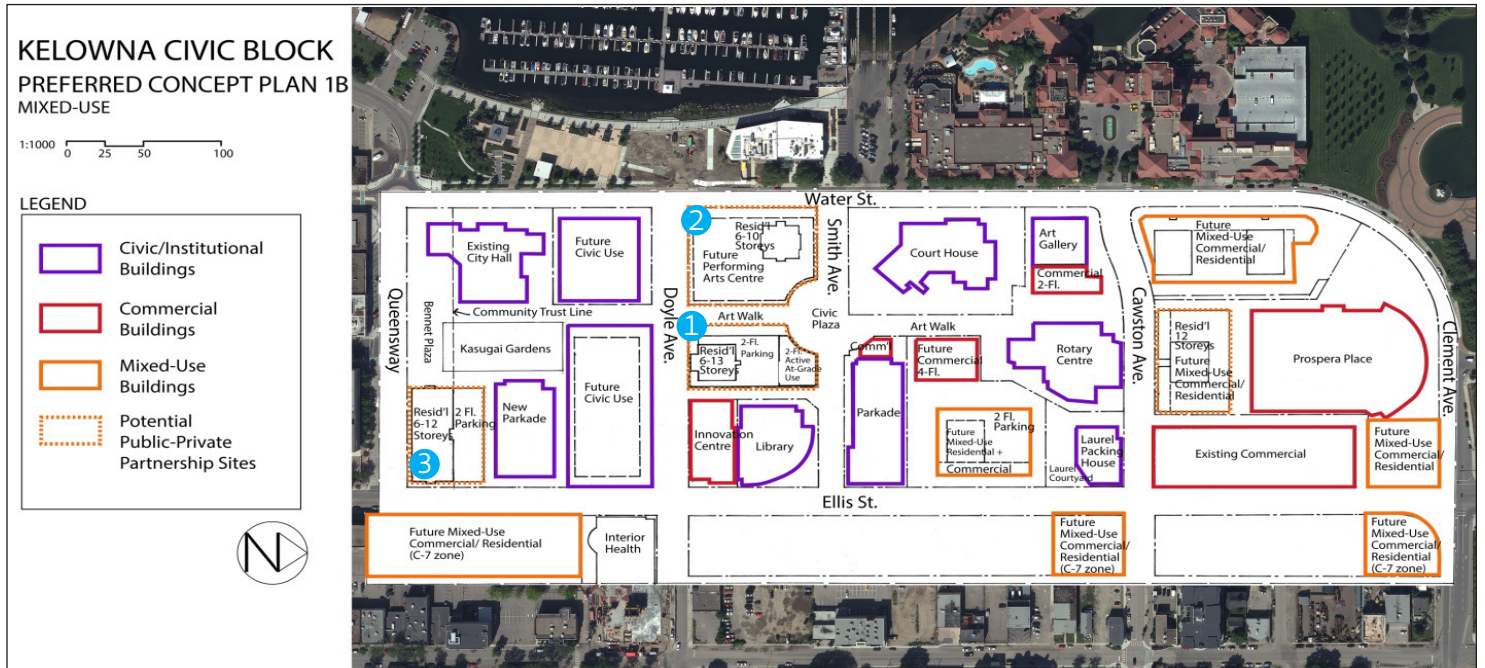 KELOWNA CIVIC BLOCK
PREFERRED CONCEPT PLAN 1B
MIXED-USE
1:1000
0
25
50
100
LEGEND
Civic/Institutional
Buildings
Commercial
Buildings
Mixed-Use
Buildings
Potential
Public-Private
Partnership Sites
N
Water St.
Existing
City Hall
Future
Civic Use
2
Resid'l
6-10
Storeys
Future
Performing
Arts Centre
Smith Ave.
Court House
Art
Gallery
Commercial
2-Fl.
Future
Mixed-Use
Commercial/
Residential
Queensway
Bennet Plaza
Community Trust Line
Kasugai Gardens
Doyle Ave.
Art Walk
1
Civic
Plaza
Art Walk
Cawston Ave.
Clement Ave.
Resid'l
6-13
Storeys
2-Fl.
Parking
2-Fl.
Active
At-Grade
Use
Comm'l
Future
Commercial
4-Fl.
Rotary
Centre
Resid'l
12
Storeys
Future
Mixed-Use
Commercial/
Residential
Prospera Place
Resid'l
6-12
Storeys
2 Fl.
Parking
3
New
Parkade
Future
Civic Use
Innovation
Centre
Library
Parkade
2 Fl.
Parking
Future
Mixed-Use
Residential +
Commercial
Laurel
Packing
House
Laurel
Courtyard
Existing Commercial
Future
Mixed-Use
Commercial/
Residential
Ellis St.
Future Mixed-Use
Commercial/ Residential
(C-7 zone)
Interior
Health
Future
Mixed-Use
Commercial/
Residential
(C-7 zone)
Future
Mixed-Use
Commercial/
Residential
(C-7 zone)